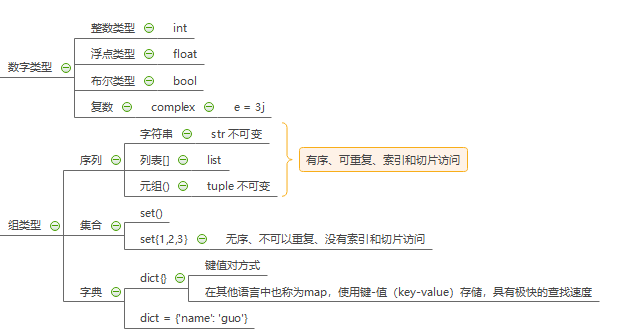 数字类型
整数类型 int
浮点类型 float
布尔类型 bool
复数 complex e = 3j
组类型
序列
字符串 str 不可变
列表[] list
元组() tuple 不可变
有序、可重复、索引和切片访问
集合
set()
set{1,2,3} 无序、不可以重复、没有索引和切片访问
字典
dict{}
键值对方式
在其他语言中也称为map，使用键-值（key-value）存储，具有极快的查找速度
dict = {'name': 'guo'}